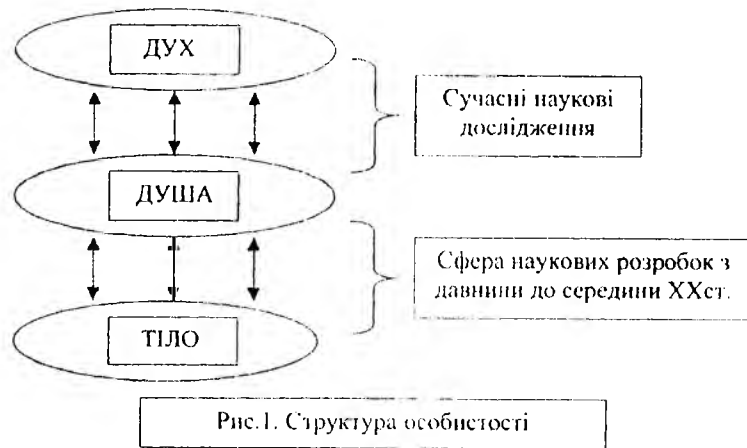 ДУХ
Сучасні наукові
дослідження
ДУША
Сфера наукових розробок з
давнини до середини ХХст.
ТІЛО
Рис.1. Структура особистості